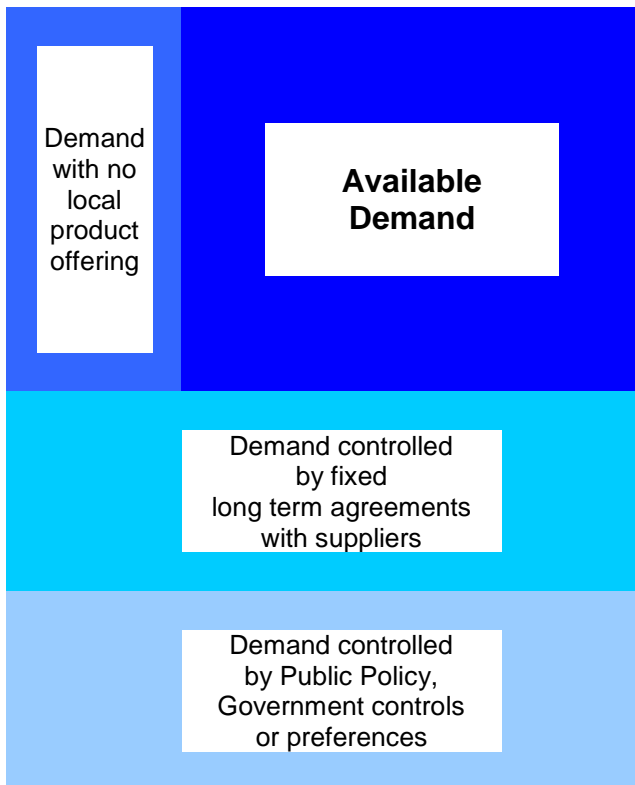 Demand
with no
local
product
offering
Available
Demand
Demand controlled
by fixed
long term agreements
with suppliers
Demand controlled
by Public Policy,
Government controls
or preferences